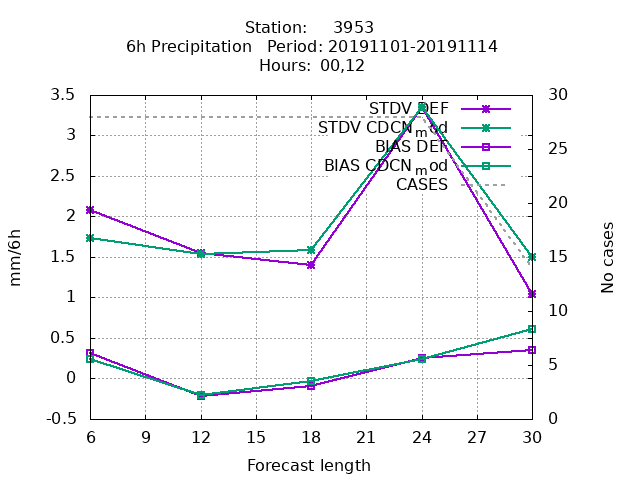 Station: 3953
6h Precipitation Period: 20191101-20191114
Hours: 00,12
3.5
3
2.5
2
1.5
1
0.5
0
-0.5
mm/6h
STDV DEF
STDV CDCNmod
BIAS DEF
BIAS CDCNmod
CASES
30
25
20
15
10
5
0
No cases
6 9 12 15 18 21 24 27 30
Forecast length